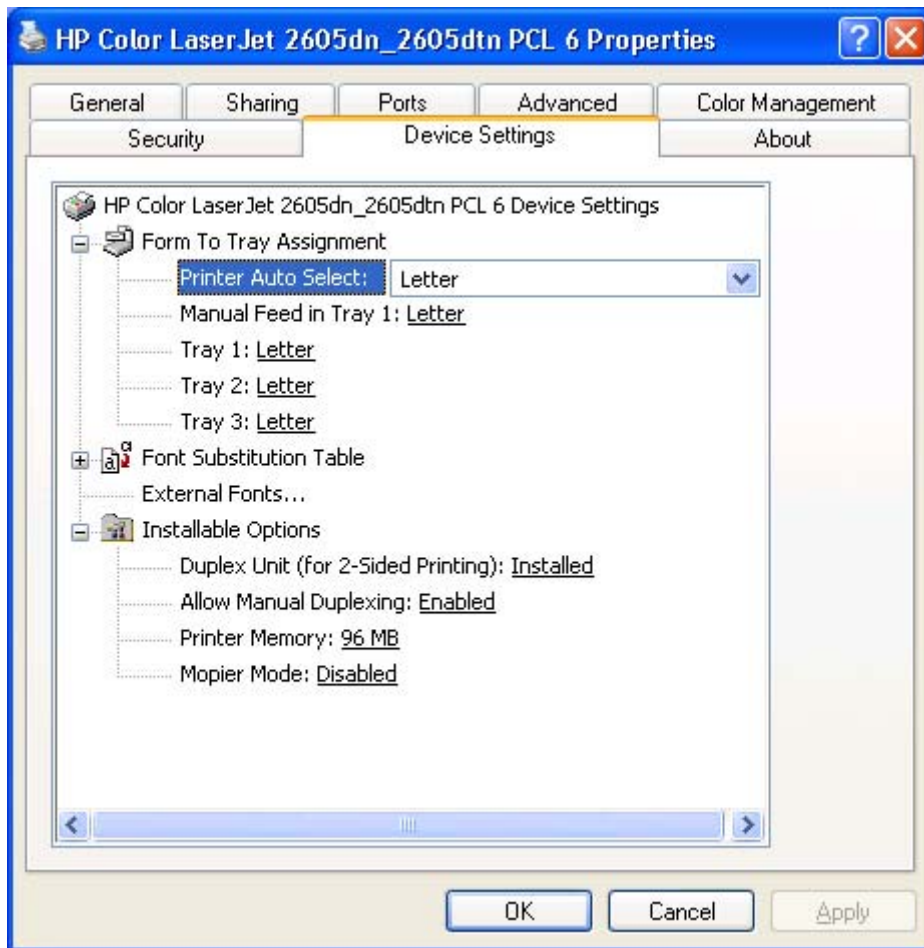 HP Color LaserJet 2605dn_2605dtn PCL 6 Properties
General Sharing Ports Advanced Color Management
Security Device Settings About
HP Color LaserJet 2605dn_2605dtn PCL 6 Device Settings
Form To Tray Assignment
Printer Auto Select: Letter
Manual Feed in Tray 1: Letter
Tray 1: Letter
Tray 2: Letter
Tray 3: Letter
Font Substitution Table
External Fonts...
Installable Options
Duplex Unit (for 2-Sided Printing): Installed
Allow Manual Duplexing: Enabled
Printer Memory: 96 MB
Mopier Mode: Disabled
OK Cancel Apply